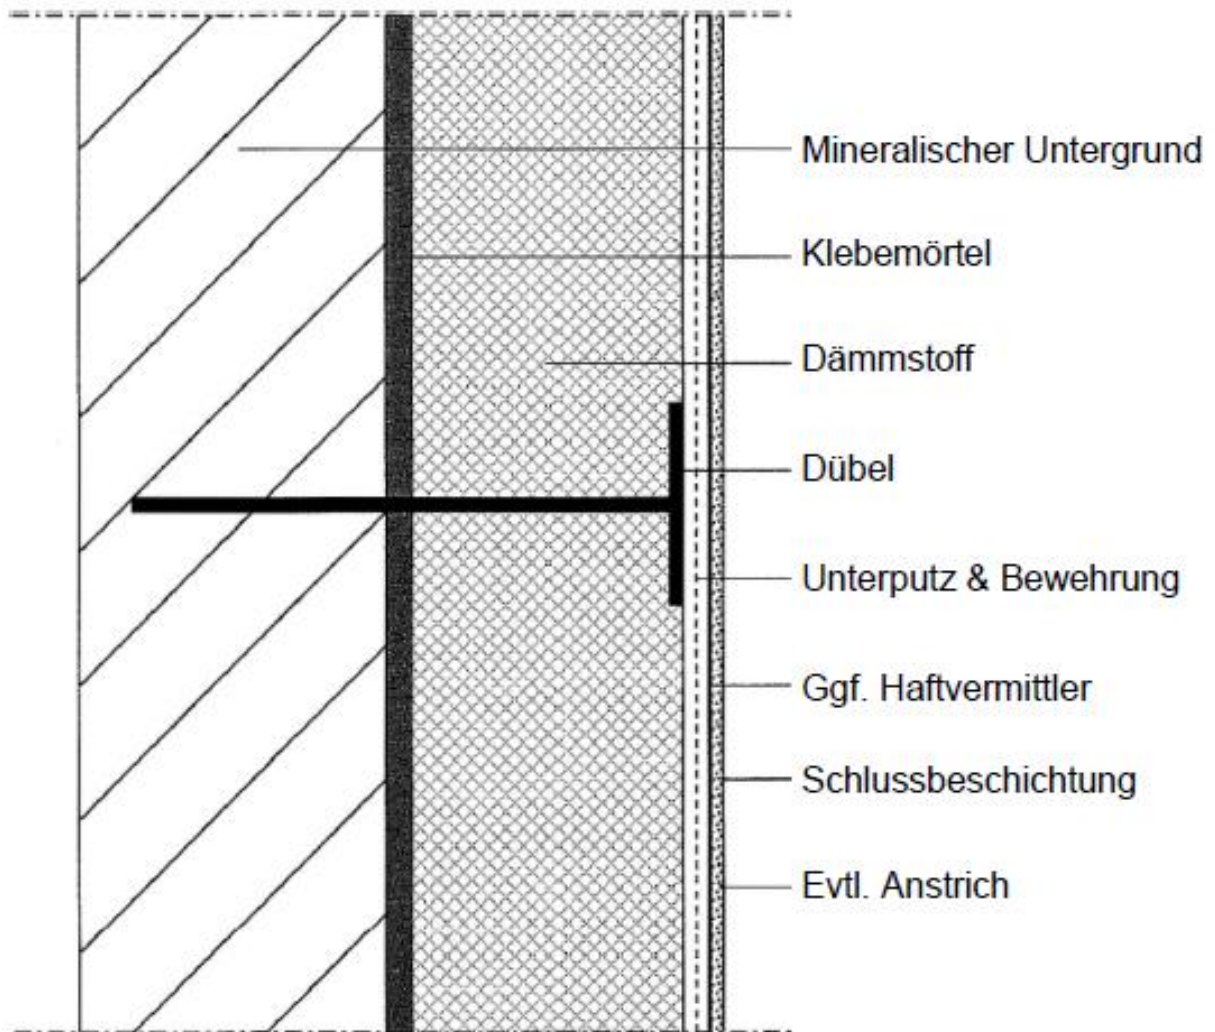 Mineralischer Untergrund
Klebemörtel
Dämmstoff
Dübel
Unterputz & Bewehrung
Ggf. Haftvermittler
Schlussbeschichtung
Evtl. Anstrich